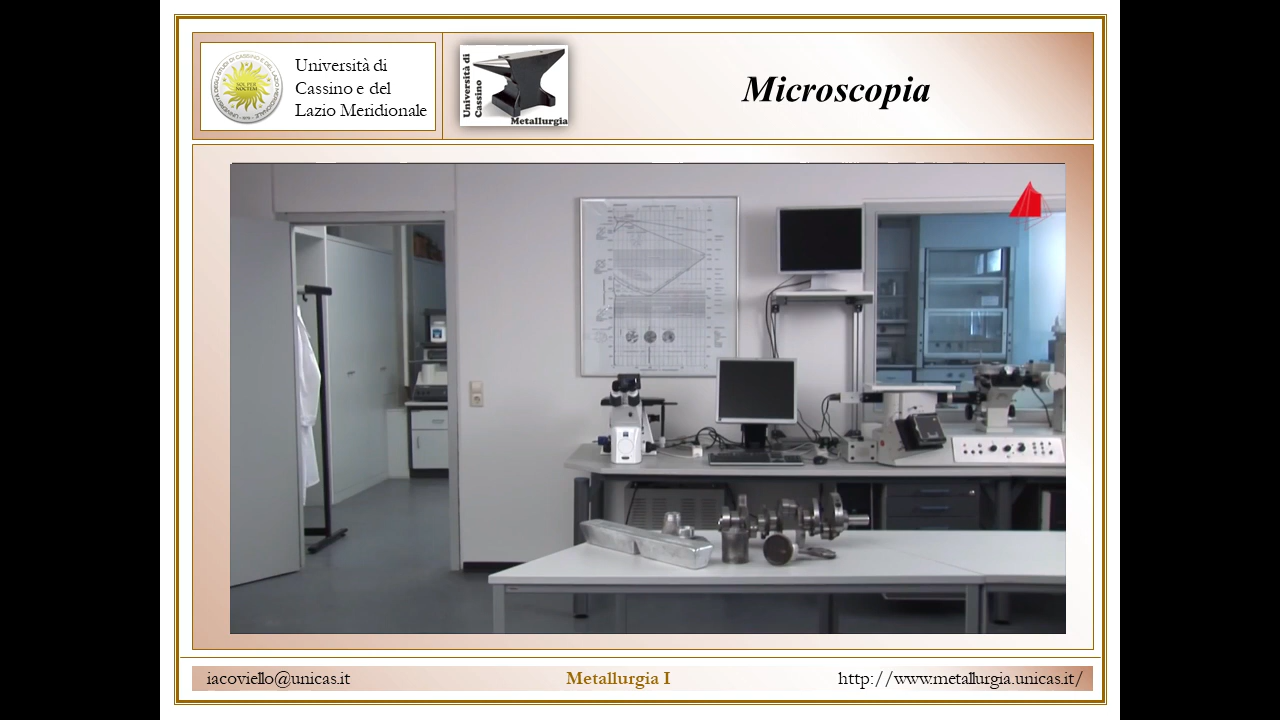 Università di
Cassino e del
Lazio Meridionale
Università di
Cassino
Metallurgia
Microscopia
iacoviello@unicas.it
Metallurgia I
http://www.metallurgia.unicas.it/